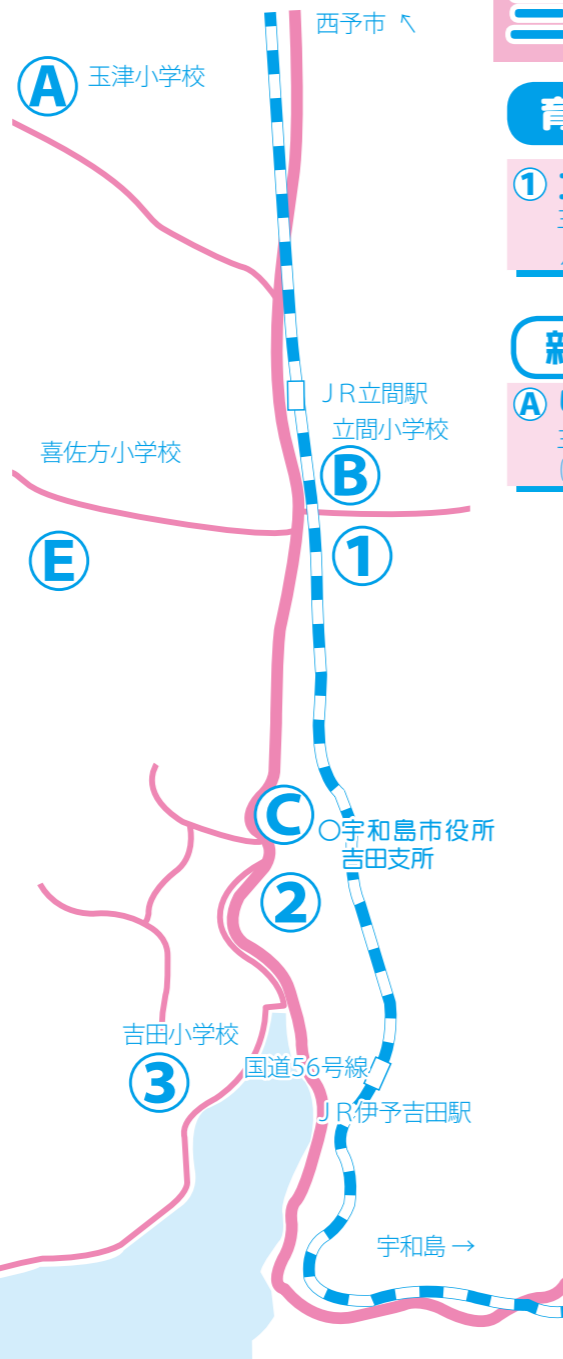 西予市 ↖
Ⓐ 玉津小学校
育
①
ＪＲ立間駅
立間小学校
新
Ⓐ
喜佐方小学校
Ⓑ
Ⓔ
①
Ⓒ
○宇和島市役所
吉田支所
②
吉田小学校
③
国道56号線
ＪＲ伊予吉田駅
宇和島 →